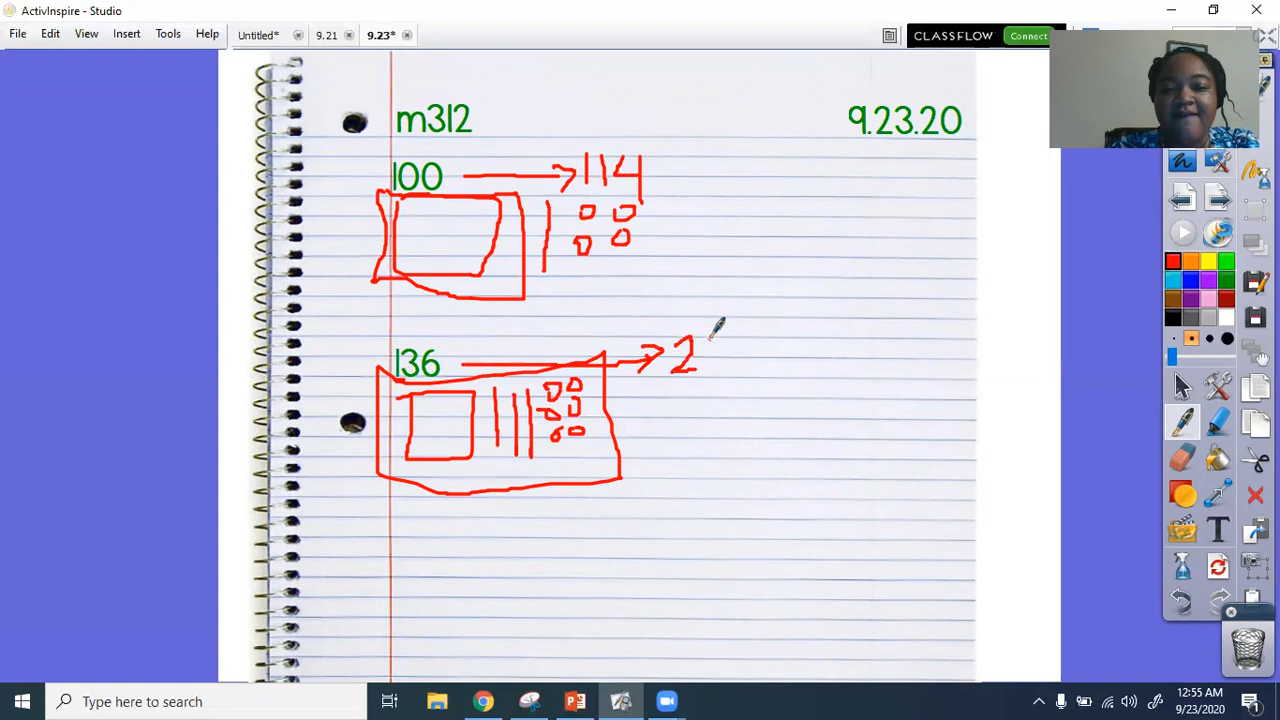 ActivInspire - Studio
File Edit View Insert Tools Help Untitled* 9.21 9.23* CLASSFLOW Connect
m312 9.23.20
100 → 114
136 → 2
Type here to search
12:55 AM
9/23/2020